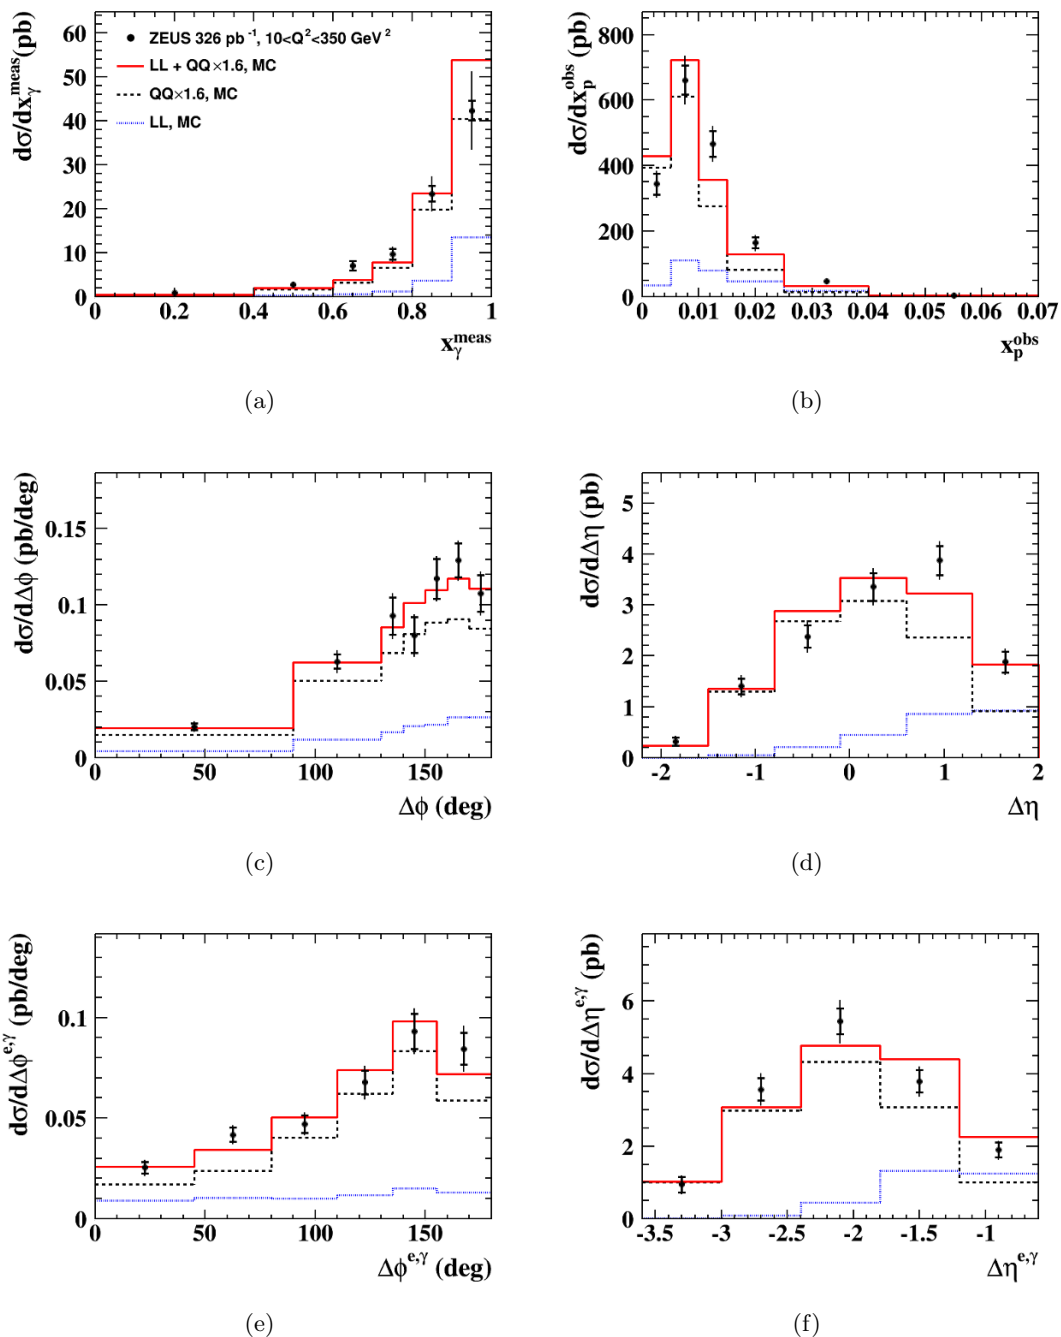 dσ/dx_γ^meas (pb)
60
50
40
30
20
10
0
ZEUS 326 pb⁻¹, 10<Q²<350 GeV²
LL + QQ×1.6, MC
QQ×1.6, MC
LL, MC
0 0.2 0.4 0.6 0.8 1
x_γ^meas
(a)
dσ/dx_p^obs (pb)
800
600
400
200
0
0 0.01 0.02 0.03 0.04 0.05 0.06 0.07
x_p^obs
(b)
dσ/dΔϕ (pb/deg)
0.15
0.1
0.05
0
0 50 100 150
Δϕ (deg)
(c)
dσ/dΔη (pb)
5
4
3
2
1
0
-2 -1 0 1 2
Δη
(d)
dσ/dΔϕ^e,γ (pb/deg)
0.1
0.05
0
0 50 100 150
Δϕ^e,γ (deg)
(e)
dσ/dΔη^e,γ (pb)
6
4
2
0
-3.5 -3 -2.5 -2 -1.5 -1
Δη^e,γ
(f)